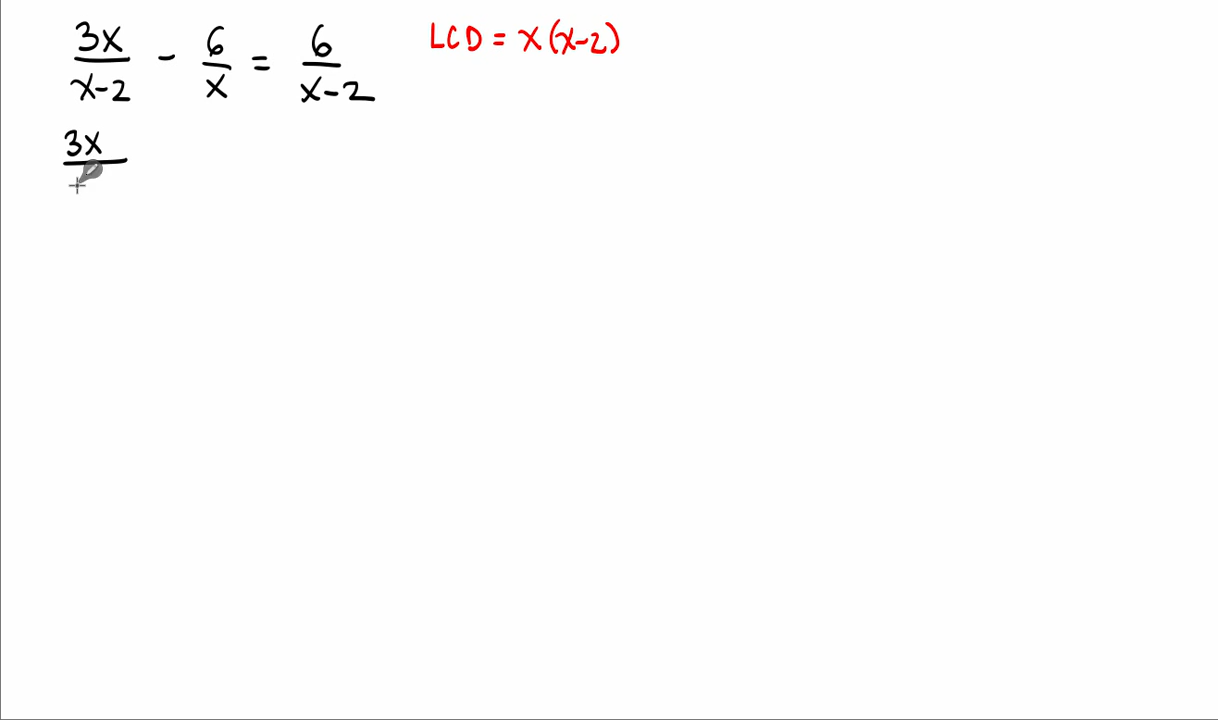 3x/(x-2) - 6/x = 6/(x-2) LCD = x(x-2)
3x